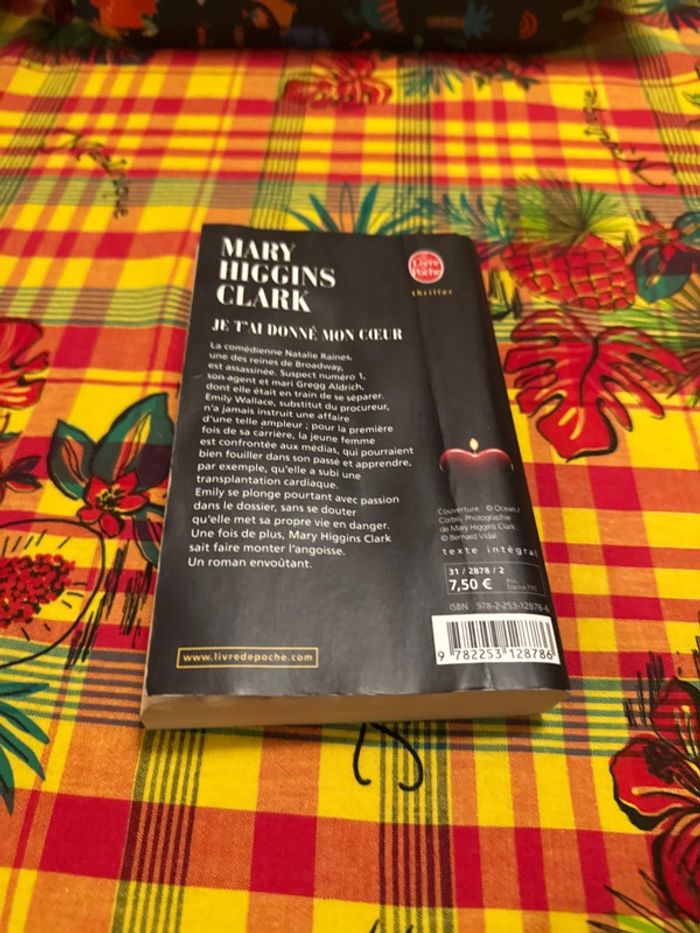 MARY
HIGGINS
CLARK
Le Livre
de Poche
thriller
JE T'AI DONNÉ MON CŒUR
La comédienne Natalie Raines,
une des reines de Broadway,
est assassinée. Suspect numéro 1,
son agent et mari Gregg Aldrich,
dont elle était en train de se séparer.
Emily Wallace, substitut du procureur,
n'a jamais instruit une affaire
d'une telle ampleur ; pour la première
fois de sa carrière, la jeune femme
est confrontée aux médias, qui pourraient
bien fouiller dans son passé et apprendre,
par exemple, qu'elle a subi une
transplantation cardiaque.
Emily se plonge pourtant avec passion
dans le dossier, sans se douter
qu'elle met sa propre vie en danger.
Une fois de plus, Mary Higgins Clark
sait faire monter l'angoisse.
Un roman envoûtant.
Couverture : © Ocean/
Corbis. Photographie
de Mary Higgins Clark :
© Bernard Vidal.
texte intégral
31 / 2878 / 2
7,50 €
Prix
France TTC
ISBN 978-2-253-12878-6
9 782253 128786
www.livredepoche.com